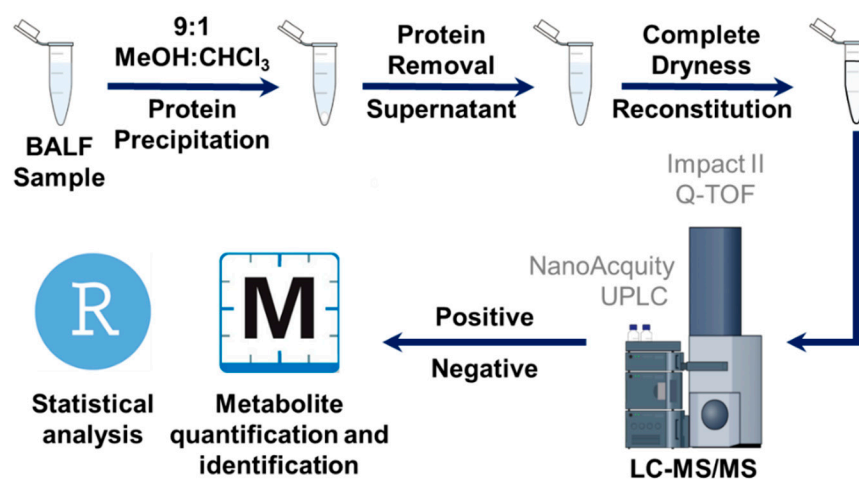 9:1
MeOH:CHCl₃
Protein
Precipitation
BALF
Sample
Protein
Removal
Supernatant
Complete
Dryness
Reconstitution
Impact II
Q-TOF
NanoAcquity
UPLC
LC-MS/MS
Positive
Negative
M
Metabolite
quantification and
identification
R
Statistical
analysis